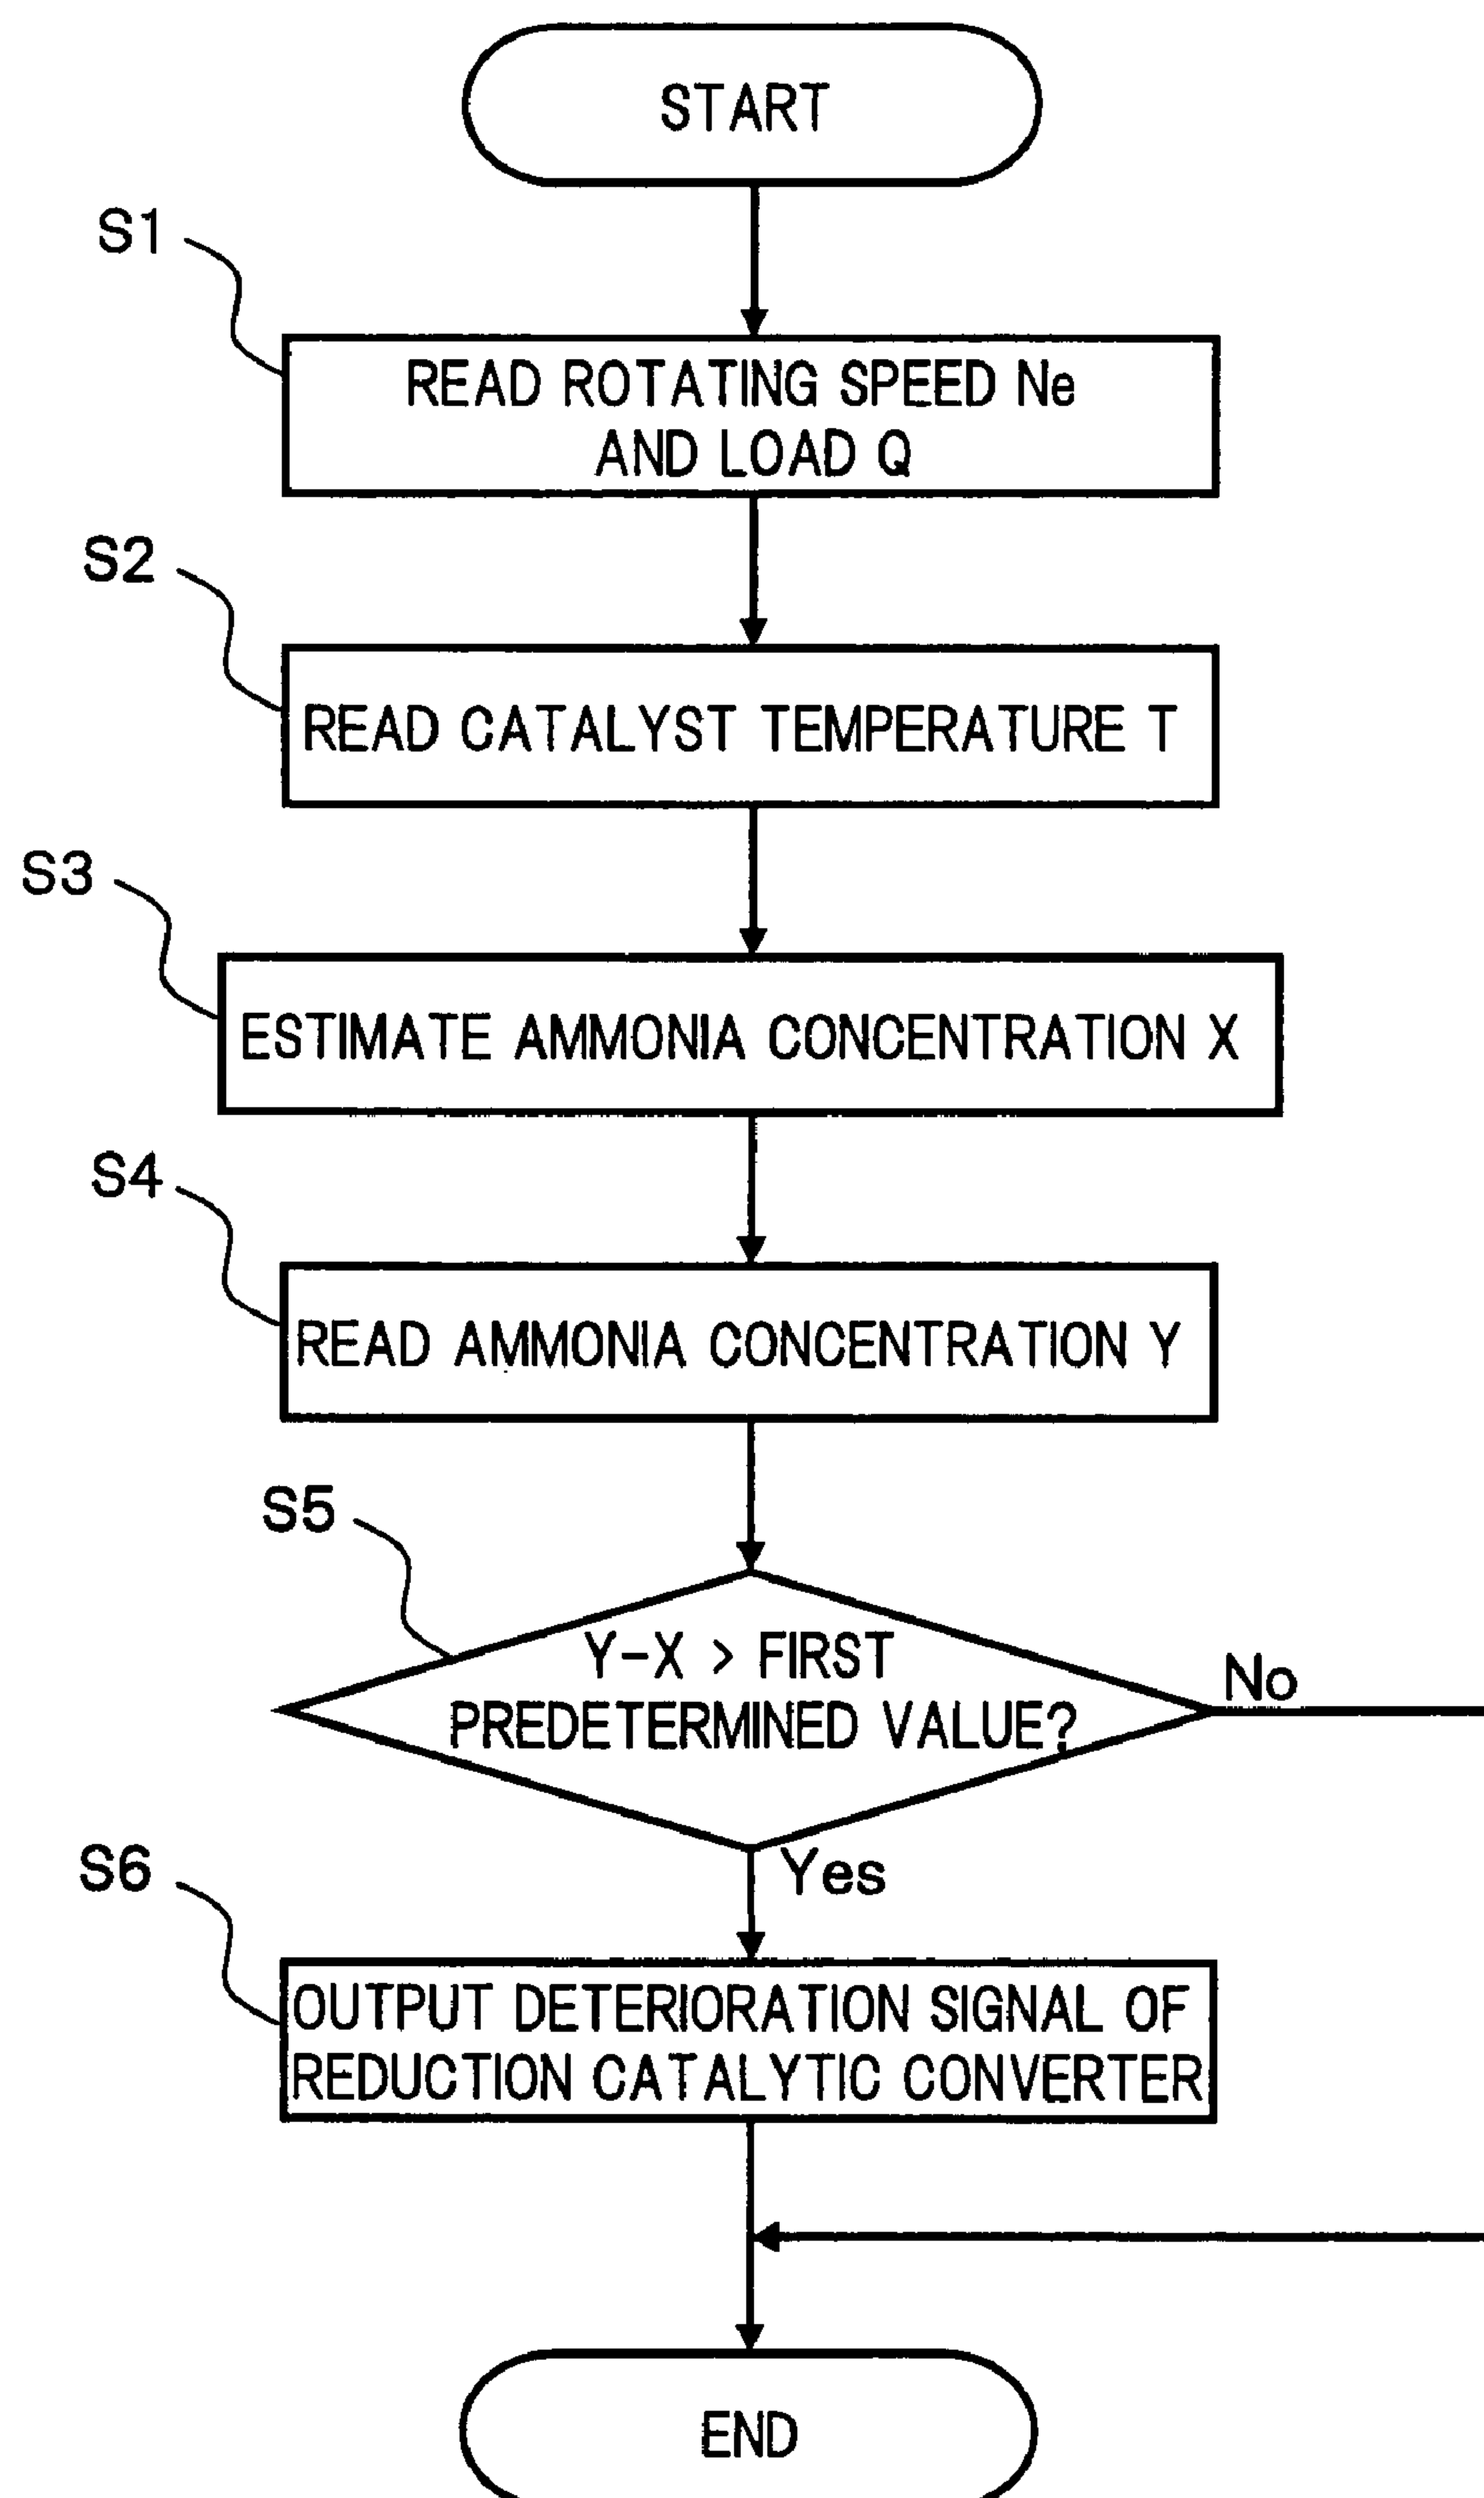 START
S1
READ ROTATING SPEED Ne
AND LOAD Q
S2
READ CATALYST TEMPERATURE T
S3
ESTIMATE AMMONIA CONCENTRATION X
S4
READ AMMONIA CONCENTRATION Y
S5
Y-X > FIRST
PREDETERMINED VALUE?
No
Yes
S6
OUTPUT DETERIORATION SIGNAL OF
REDUCTION CATALYTIC CONVERTER
END